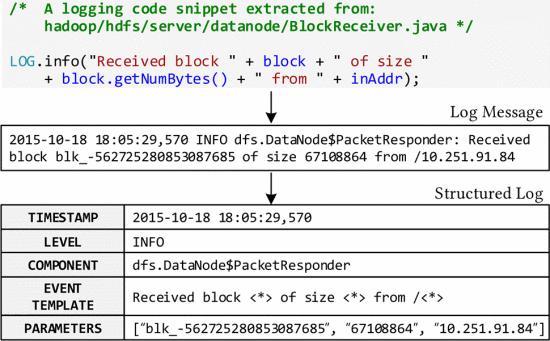 /*  A logging code snippet extracted from:
hadoop/hdfs/server/datanode/BlockReceiver.java */
LOG.info("Received block " + block + " of size "
+ block.getNumBytes() + " from " + inAddr);
Log Message
2015-10-18 18:05:29,570 INFO dfs.DataNode$PacketResponder: Received
block blk_-562725280853087685 of size 67108864 from /10.251.91.84
Structured Log
TIMESTAMP 2015-10-18 18:05:29,570
LEVEL INFO
COMPONENT dfs.DataNode$PacketResponder
EVENT TEMPLATE Received block <*> of size <*> from /<*>
PARAMETERS ["blk_-562725280853087685", "67108864", "10.251.91.84"]